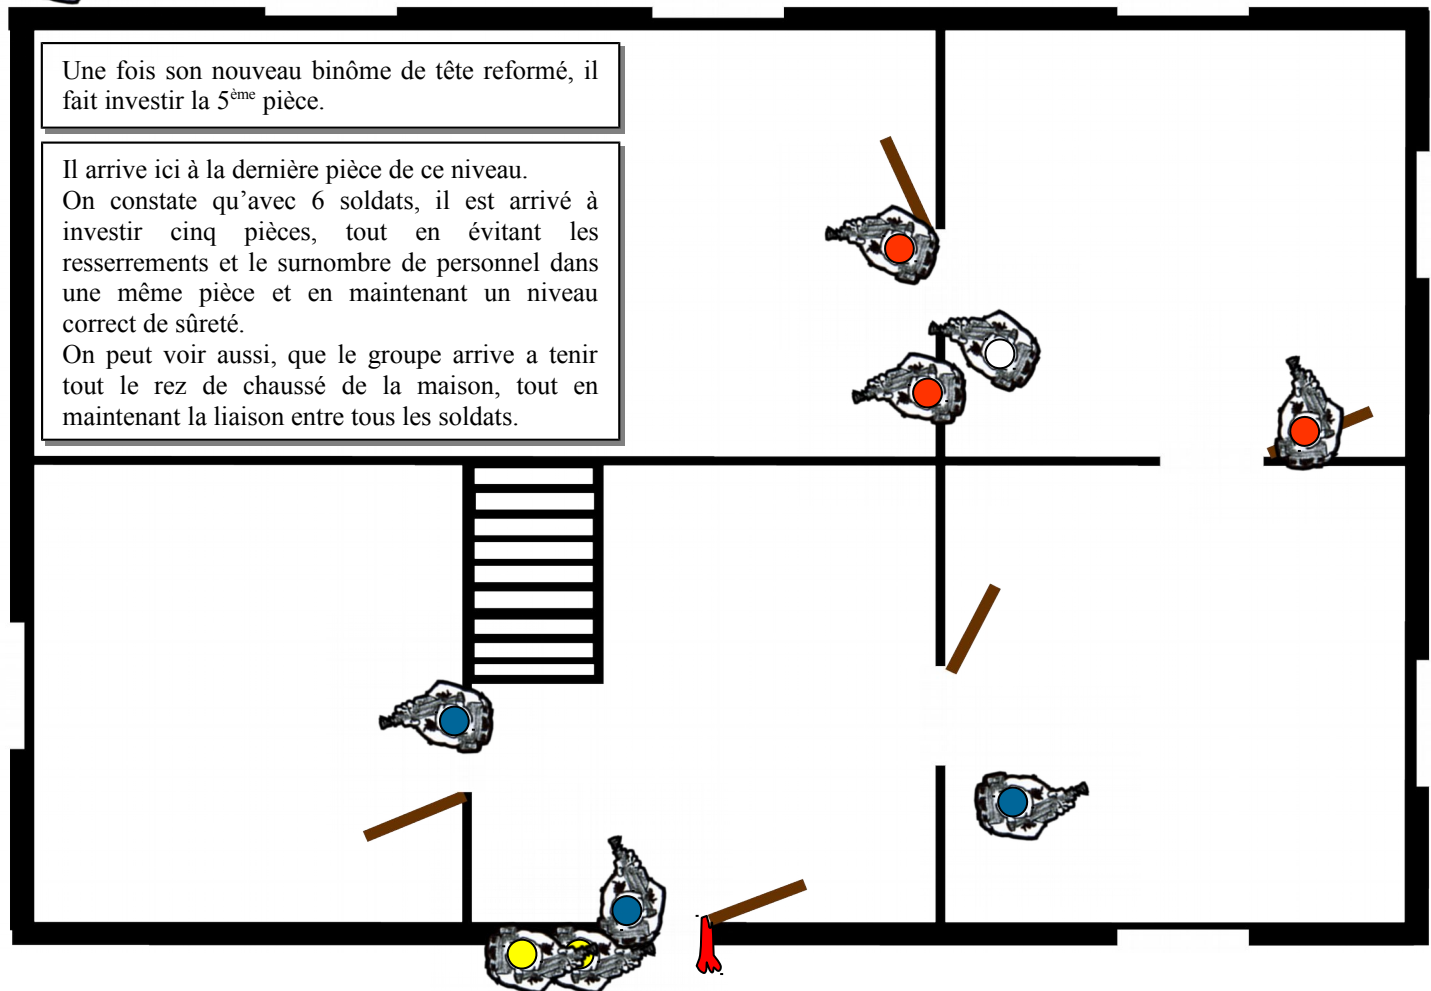 Une fois son nouveau binôme de tête reformé, il
fait investir la 5ème pièce.
Il arrive ici à la dernière pièce de ce niveau.
On constate qu’avec 6 soldats, il est arrivé à
investir cinq pièces, tout en évitant les
resserrements et le surnombre de personnel dans
une même pièce et en maintenant un niveau
correct de sûreté.
On peut voir aussi, que le groupe arrive a tenir
tout le rez de chaussé de la maison, tout en
maintenant la liaison entre tous les soldats.